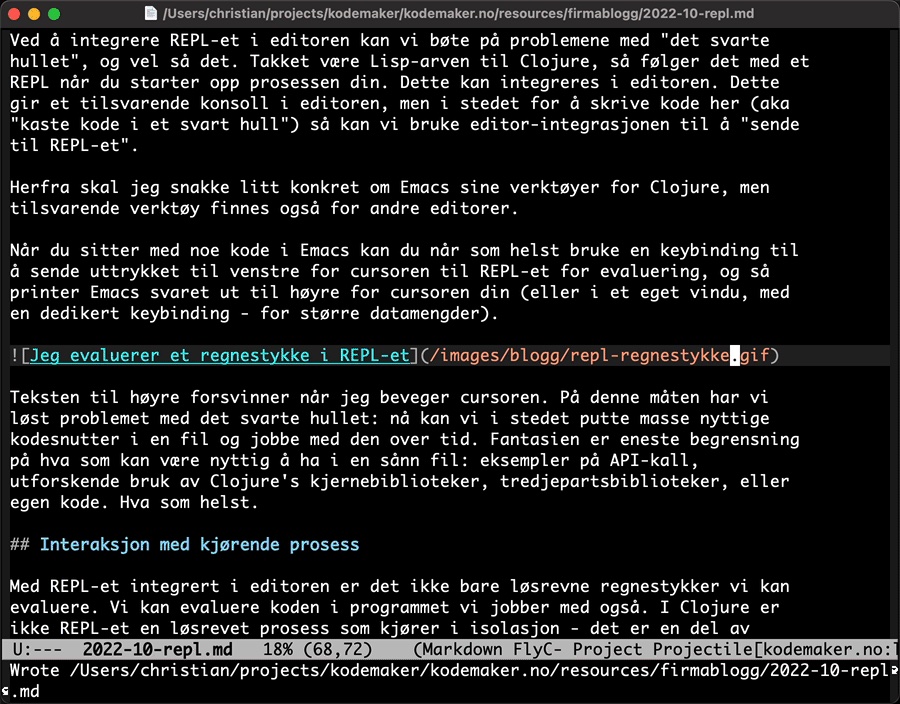 /Users/christian/projects/kodemaker/kodemaker.no/resources/firmablogg/2022-10-repl.md
Ved å integrere REPL-et i editoren kan vi bøte på problemene med "det svarte
hullet", og vel så det. Takket være Lisp-arven til Clojure, så følger det med et
REPL når du starter opp prosessen din. Dette kan integreres i editoren. Dette
gir et tilsvarende konsoll i editoren, men i stedet for å skrive kode her (aka
"kaste kode i et svart hull") så kan vi bruke editor-integrasjonen til å "sende
til REPL-et".
Herfra skal jeg snakke litt konkret om Emacs sine verktøyer for Clojure, men
tilsvarende verktøy finnes også for andre editorer.
Når du sitter med noe kode i Emacs kan du når som helst bruke en keybinding til
å sende uttrykket til venstre for cursoren til REPL-et for evaluering, og så
printer Emacs svaret ut til høyre for cursoren din (eller i et eget vindu, med
en dedikert keybinding - for større datamengder).
![Jeg evaluerer et regnestykke i REPL-et](/images/blogg/repl-regnestykke.gif)
Teksten til høyre forsvinner når jeg beveger cursoren. På denne måten har vi
løst problemet med det svarte hullet: nå kan vi i stedet putte masse nyttige
kodesnutter i en fil og jobbe med den over tid. Fantasien er eneste begrensning
på hva som kan være nyttig å ha i en sånn fil: eksempler på API-kall,
utforskende bruk av Clojure's kjernebiblioteker, tredjepartsbiblioteker, eller
egen kode. Hva som helst.
## Interaksjon med kjørende prosess
Med REPL-et integrert i editoren er det ikke bare løsrevne regnestykker vi kan
evaluere. Vi kan evaluere koden i programmet vi jobber med også. I Clojure er
ikke REPL-et en løsrevet prosess som kjører i isolasjon - det er en del av
U:--- 2022-10-repl.md 18% (68,72) (Markdown FlyC- Project Projectile[kodemaker.no:
Wrote /Users/christian/projects/kodemaker/kodemaker.no/resources/firmablogg/2022-10-repl
.md